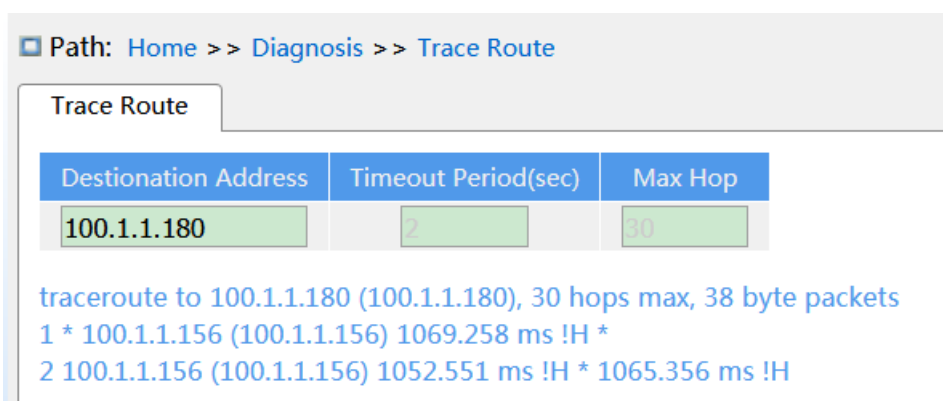 Path: Home >> Diagnosis >> Trace Route
Trace Route
Destionation Address Timeout Period(sec) Max Hop
100.1.1.180 2 30
traceroute to 100.1.1.180 (100.1.1.180), 30 hops max, 38 byte packets
1 * 100.1.1.156 (100.1.1.156) 1069.258 ms !H *
2 100.1.1.156 (100.1.1.156) 1052.551 ms !H * 1065.356 ms !H